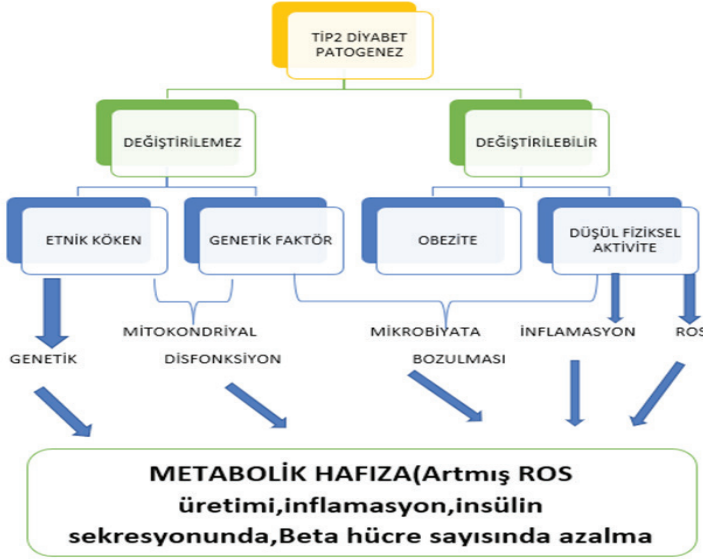 TİP2 DİYABET
PATOGENEZ
DEĞİŞTİRİLEMEZ
DEĞİŞTİRİLEBİLİR
ETNİK KÖKEN
GENETİK FAKTÖR
OBEZİTE
DÜŞÜL FİZİKSEL
AKTİVİTE
MİTOKONDRİYAL
MİKROBİYATA
İNFLAMASYON
ROS
GENETİK
DİSFONKSİYON
BOZULMASI
METABOLİK HAFIZA(Artmış ROS
üretimi,inflamasyon,insülin
sekresyonunda,Beta hücre sayısında azalma